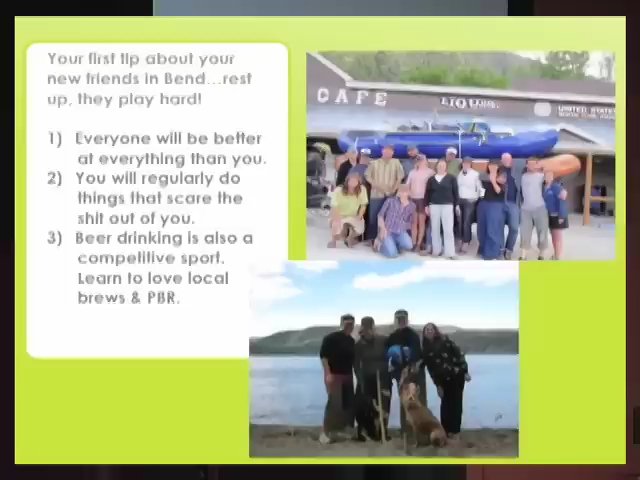 Your first tip about your
new friends in Bend...rest
up, they play hard!
1) Everyone will be better
at everything than you.
2) You will regularly do
things that scare the
shit out of you.
3) Beer drinking is also a
competitive sport.
Learn to love local
brews & PBR.
CAFE
LIQUOR
UNITED STATES